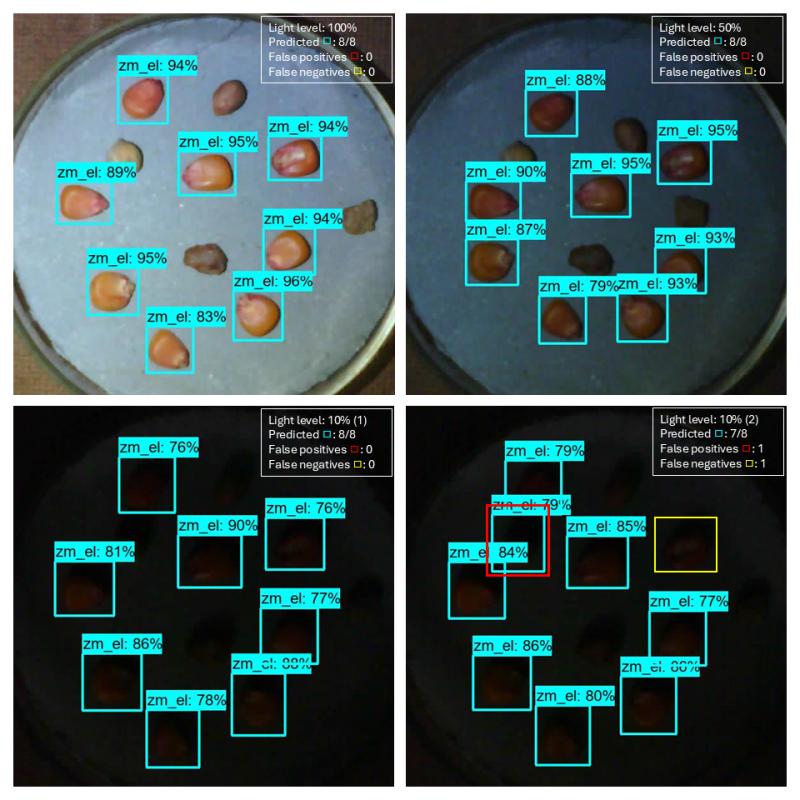 Light level: 100%
Predicted : 8/8
False positives : 0
False negatives : 0
zm_el: 94%
zm_el: 94%
zm_el: 95%
zm_el: 89%
zm_el: 94%
zm_el: 95%
zm_el: 96%
zm_el: 83%
Light level: 50%
Predicted : 8/8
False positives : 0
False negatives : 0
zm_el: 88%
zm_el: 95%
zm_el: 95%
zm_el: 90%
zm_el: 87%
zm_el: 93%
zm_el: 79%
zm_el: 93%
Light level: 10% (1)
Predicted : 8/8
False positives : 0
False negatives : 0
zm_el: 76%
zm_el: 76%
zm_el: 90%
zm_el: 81%
zm_el: 77%
zm_el: 86%
zm_el: 88%
zm_el: 78%
Light level: 10% (2)
Predicted : 7/8
False positives : 1
False negatives : 1
zm_el: 79%
zm_el: 79%
zm_el: 85%
zm_el: 84%
zm_el: 77%
zm_el: 86%
zm_el: 86%
zm_el: 80%